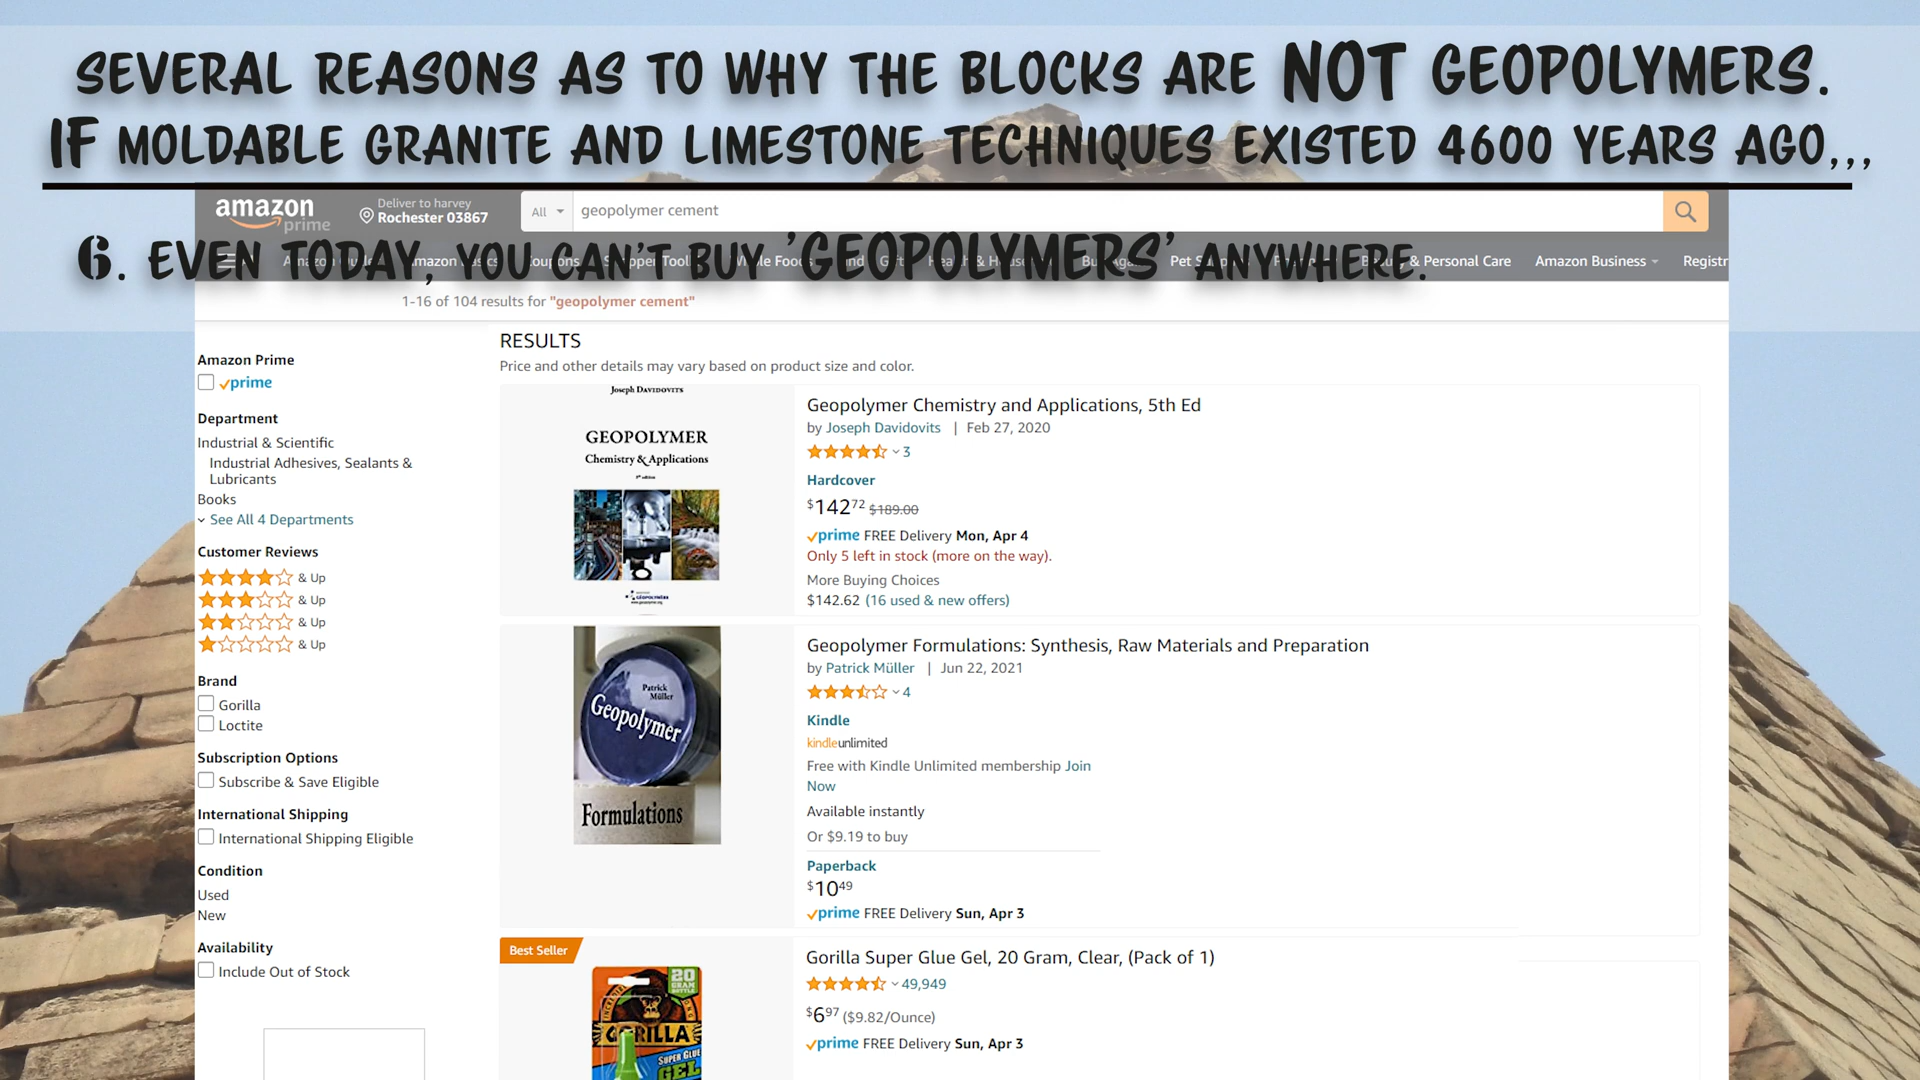 SEVERAL REASONS AS TO WHY THE BLOCKS ARE NOT GEOPOLYMERS.
IF MOLDABLE GRANITE AND LIMESTONE TECHNIQUES EXISTED 4600 YEARS AGO,,,
amazon
prime
Deliver to harvey
Rochester 03867
All
geopolymer cement
6. EVEN TODAY, YOU CAN'T BUY 'GEOPOLYMERS' ANYWHERE.
Coupons
& Personal Care
Amazon Business
Registr
1-16 of 104 results for "geopolymer cement"
RESULTS
Price and other details may vary based on product size and color.
Amazon Prime
prime
Department
Industrial & Scientific
Industrial Adhesives, Sealants &
Lubricants
Books
See All 4 Departments
Customer Reviews
& Up
& Up
& Up
& Up
Brand
Gorilla
Loctite
Subscription Options
Subscribe & Save Eligible
International Shipping
International Shipping Eligible
Condition
Used
New
Availability
Include Out of Stock
Joseph DAVIDOVITS
GEOPOLYMER
Chemistry & Applications
Geopolymer Chemistry and Applications, 5th Ed
by Joseph Davidovits | Feb 27, 2020
3
Hardcover
$14272 $189.00
prime FREE Delivery Mon, Apr 4
Only 5 left in stock (more on the way).
More Buying Choices
$142.62 (16 used & new offers)
Patrick
Müller
Geopolymer
Formulations
Geopolymer Formulations: Synthesis, Raw Materials and Preparation
by Patrick Müller | Jun 22, 2021
4
Kindle
kindleunlimited
Free with Kindle Unlimited membership Join
Now
Available instantly
Or $9.19 to buy
Paperback
$1049
prime FREE Delivery Sun, Apr 3
Best Seller
20
GRAM
GORILLA
SUPER GLUE
GEL
Gorilla Super Glue Gel, 20 Gram, Clear, (Pack of 1)
49,949
$697 ($9.82/Ounce)
prime FREE Delivery Sun, Apr 3